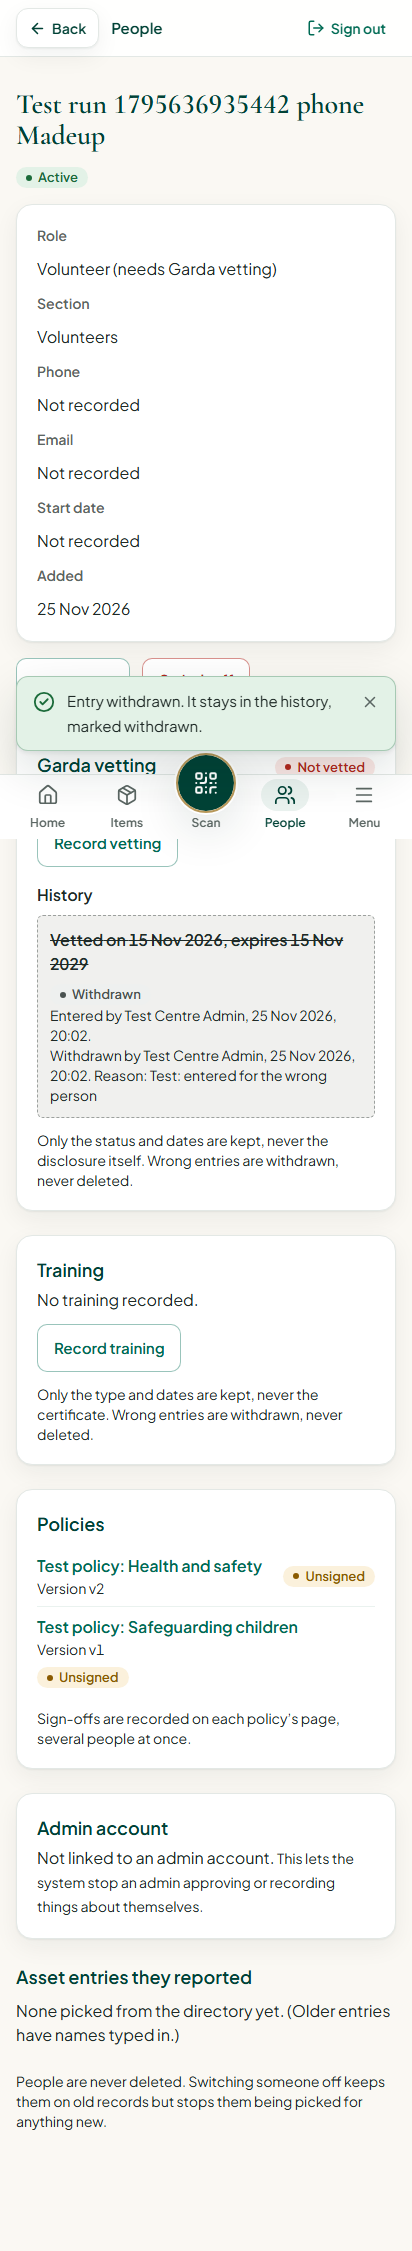 Back
People
Sign out
Test run 1795636935442 phone
Madeup
Active
Role
Volunteer (needs Garda vetting)
Section
Volunteers
Phone
Not recorded
Email
Not recorded
Start date
Not recorded
Added
25 Nov 2026
Entry withdrawn. It stays in the history,
marked withdrawn.
Garda vetting
Not vetted
Home
Items
Scan
People
Menu
Record vetting
History
Vetted on 15 Nov 2026, expires 15 Nov
2029
Withdrawn
Entered by Test Centre Admin, 25 Nov 2026,
20:02.
Withdrawn by Test Centre Admin, 25 Nov 2026,
20:02. Reason: Test: entered for the wrong
person
Only the status and dates are kept, never the
disclosure itself. Wrong entries are withdrawn,
never deleted.
Training
No training recorded.
Record training
Only the type and dates are kept, never the
certificate. Wrong entries are withdrawn, never
deleted.
Policies
Test policy: Health and safety
Unsigned
Version v2
Test policy: Safeguarding children
Version v1
Unsigned
Sign-offs are recorded on each policy's page,
several people at once.
Admin account
Not linked to an admin account. This lets the
system stop an admin approving or recording
things about themselves.
Asset entries they reported
None picked from the directory yet. (Older entries
have names typed in.)
People are never deleted. Switching someone off keeps
them on old records but stops them being picked for
anything new.